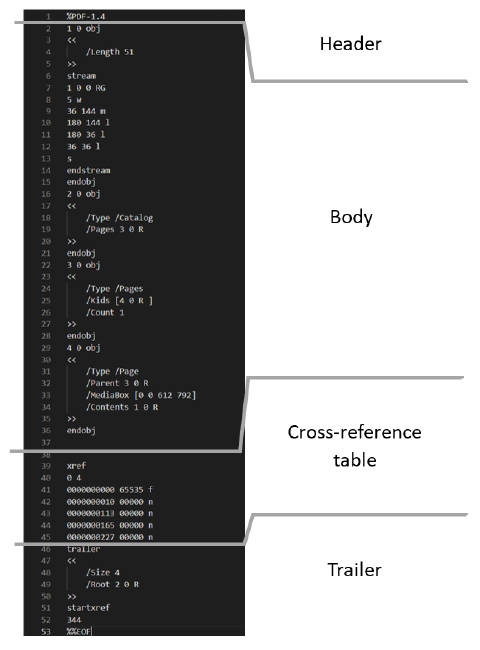 1 %PDF-1.4
2 1 0 obj
3 <<
4 /Length 51
5 >>
6 stream
7 1 0 0 RG
8 5 w
9 36 144 m
10 180 144 l
11 180 36 l
12 36 36 l
13 s
14 endstream
15 endobj
16 2 0 obj
17 <<
18 /Type /Catalog
19 /Pages 3 0 R
20 >>
21 endobj
22 3 0 obj
23 <<
24 /Type /Pages
25 /Kids [4 0 R ]
26 /Count 1
27 >>
28 endobj
29 4 0 obj
30 <<
31 /Type /Page
32 /Parent 3 0 R
33 /MediaBox [0 0 612 792]
34 /Contents 1 0 R
35 >>
36 endobj
37
38
39 xref
40 0 4
41 0000000000 65535 f
42 0000000010 00000 n
43 0000000113 00000 n
44 0000000165 00000 n
45 0000000227 00000 n
46 trailer
47 <<
48 /Size 4
49 /Root 2 0 R
50 >>
51 startxref
52 344
53 %%EOF
Header
Body
Cross-reference
table
Trailer